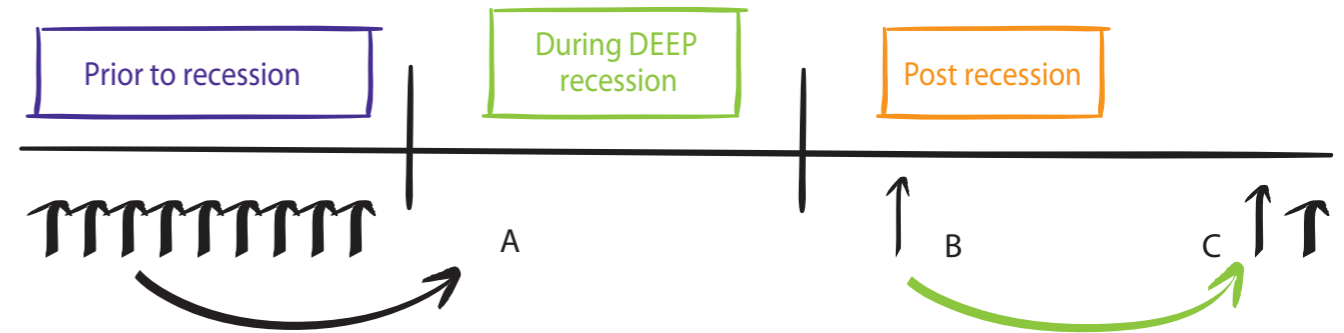 Prior to recession
During DEEP
recession
Post recession
A
B
C